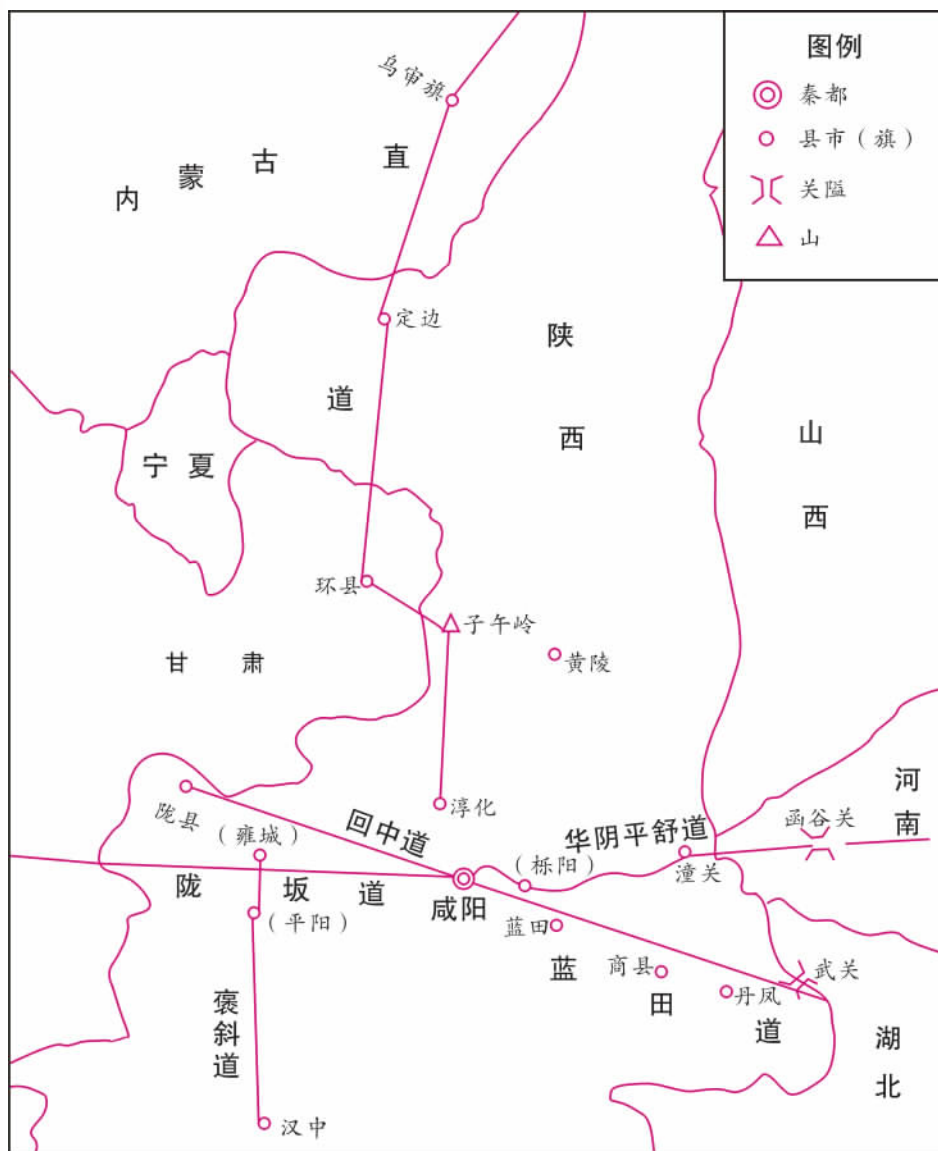 图例
秦都
县市（旗）
关隘
山
乌审旗
内蒙古
直
定边
陕
道
西
山
西
宁夏
环县
子午岭
黄陵
甘肃
河南
淳化
陇县
（雍城）
回中道
华阴平舒道
函谷关
（栎阳）
潼关
陇坂道
咸阳
（平阳）
蓝田
商县
武关
丹凤
蓝田道
褒斜道
湖北
汉中